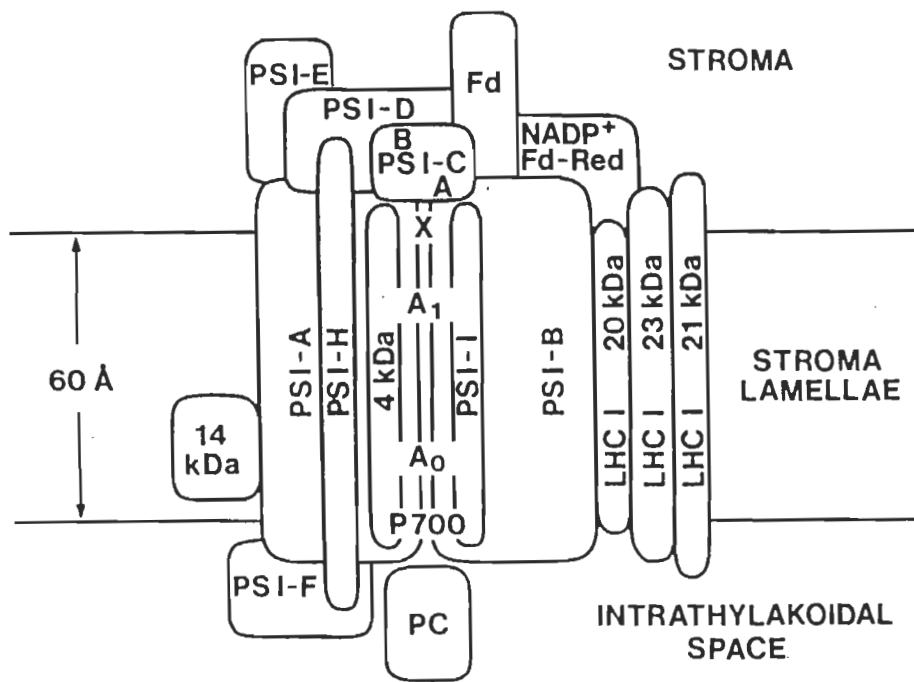 STROMA
PSI-E
Fd
PSI-D
B
PSI-C
A
NADP+
Fd-Red
X
A1
A0
P700
60 Å
14
kDa
PSI-A
PSI-H
4 kDa
PSI-I
PSI-B
LHC I 20 kDa
LHC I 23 kDa
LHC I 21 kDa
STROMA
LAMELLAE
PSI-F
PC
INTRATHYLAKOIDAL
SPACE